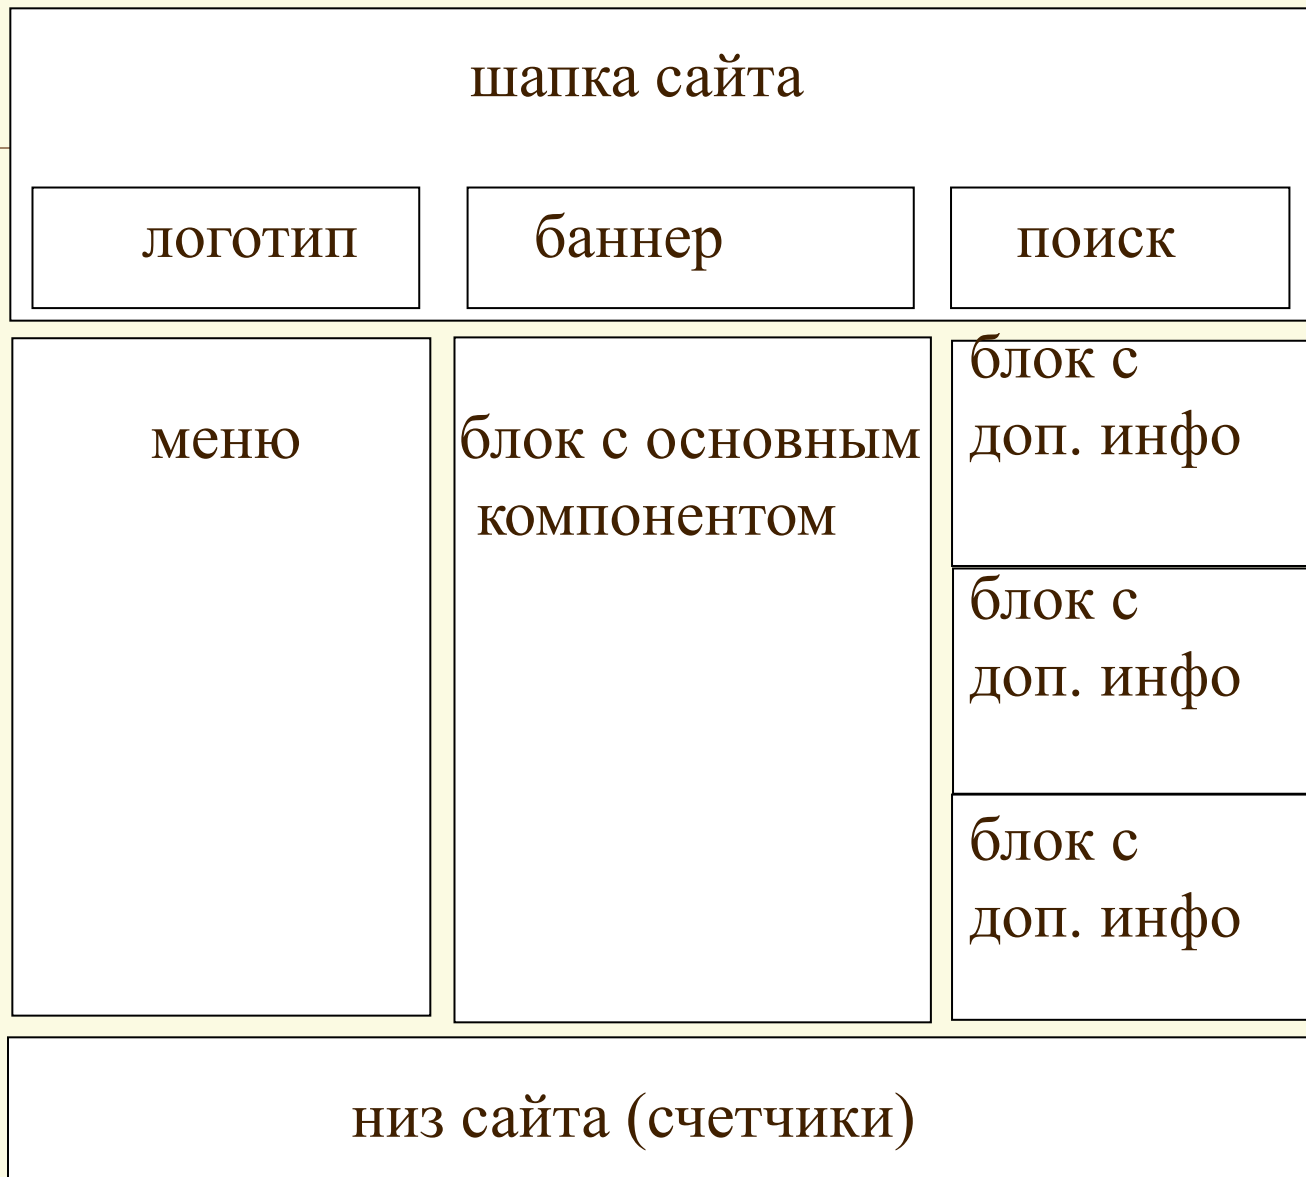 шапка сайта
логотип
баннер
поиск
меню
блок с основным
компонентом
блок с
доп. инфо
блок с
доп. инфо
блок с
доп. инфо
низ сайта (счетчики)